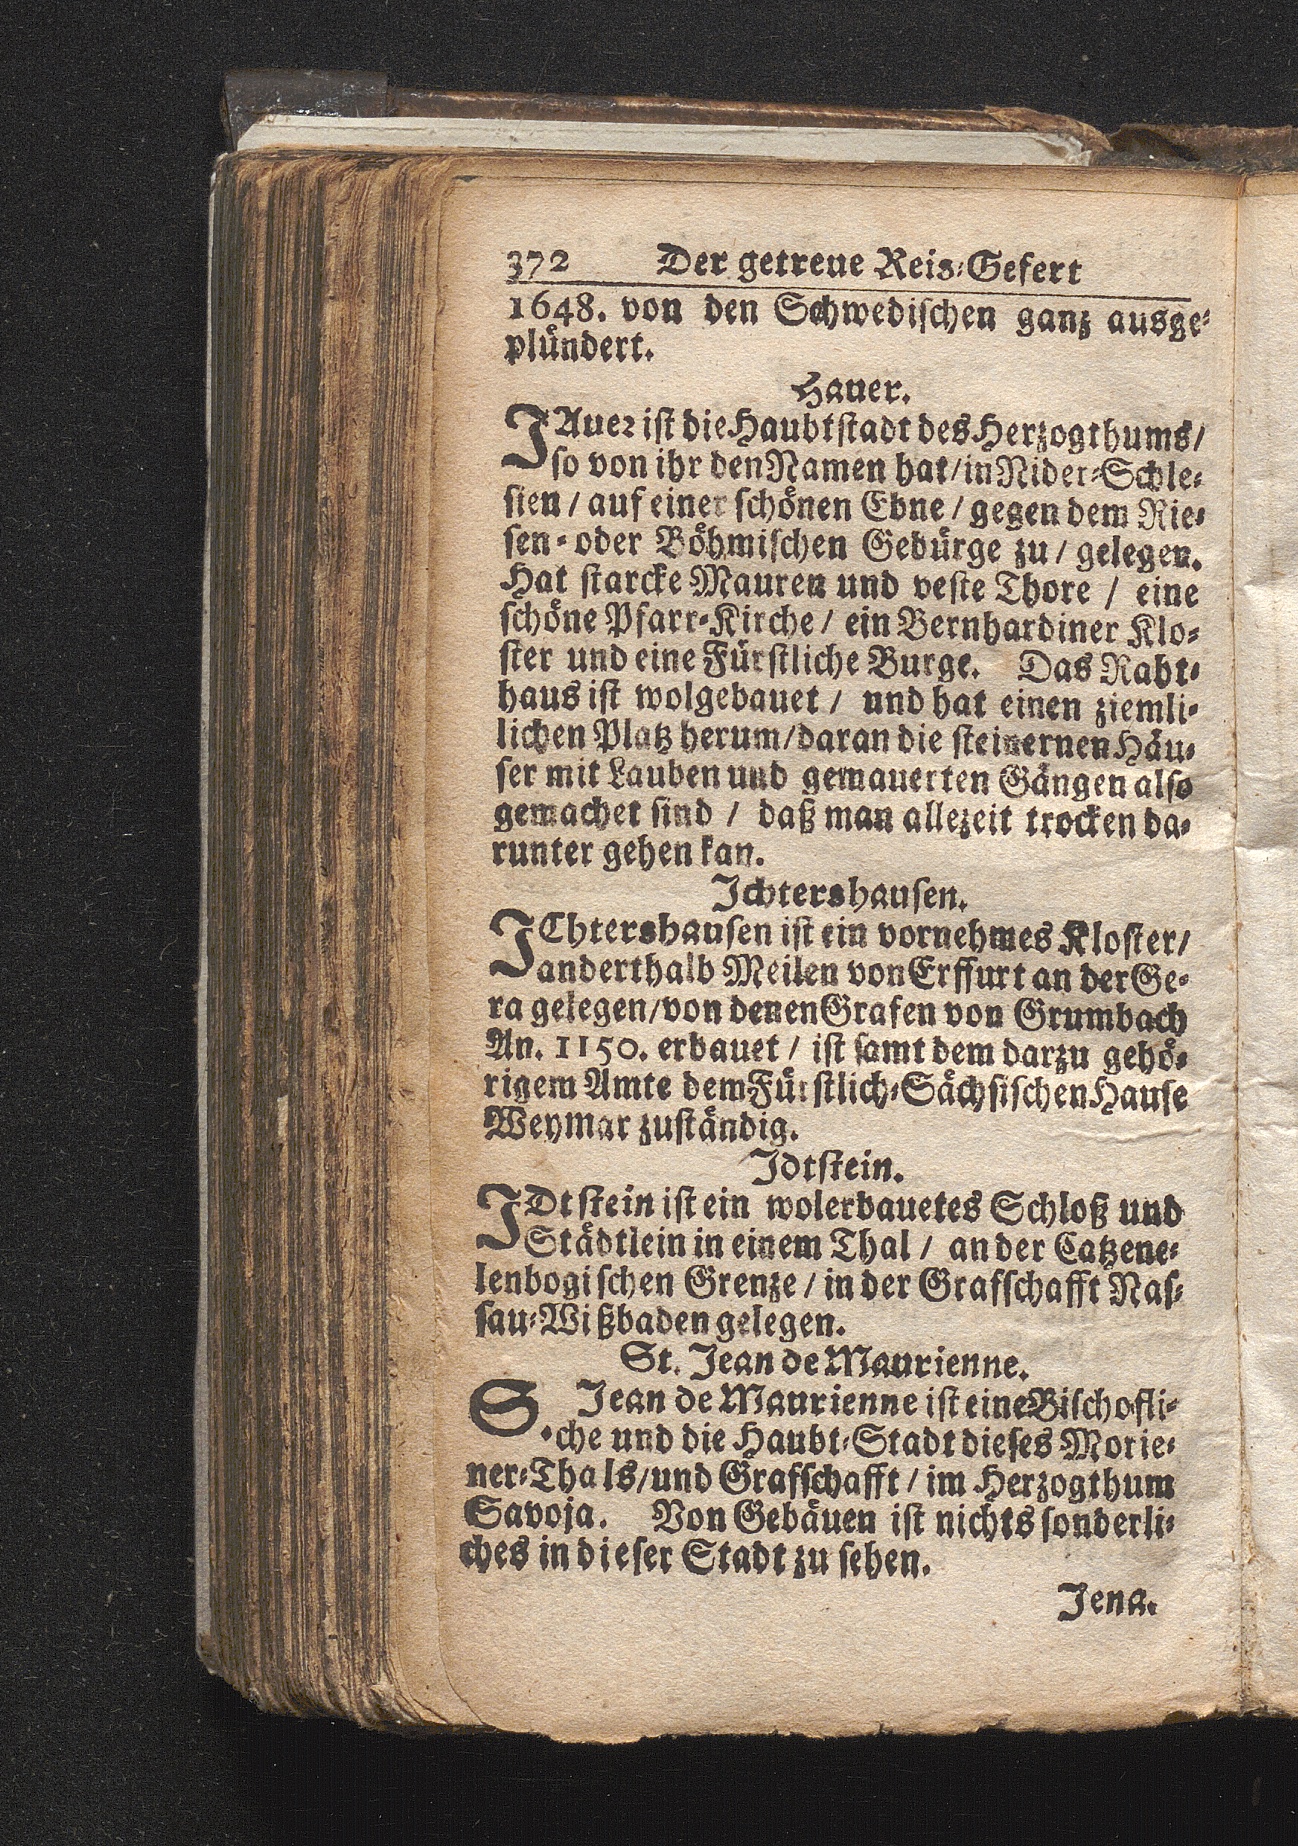 372 Der getreue Reis⸗Gefert
1648. von den Schwedischen ganz ausge⸗
plündert.
Hauer.
JAuer ist die Haubtstadt des Herzogthums/
so von ihr den Namen hat/in Nider⸗Schle⸗
sien / auf einer schönen Ebne / gegen dem Rie⸗
sen⸗oder Böhmischen Gebürge zu / gelegen.
Hat starcke Mauren und veste Thore / eine
schöne Pfarr⸗Kirche / ein Bernhardiner Klo⸗
ster und eine Fürstliche Burge. Das Raht⸗
haus ist wolgebauet / und hat einen ziemli⸗
lichen Platz herum/daran die steinernen Häu⸗
ser mit Lauben und gemauerten Gängen also
gemachet sind / daß man allezeit trocken da⸗
runter gehen kan.
Ichtershausen.
IChtershausen ist ein vornehmes Kloster/
anderthalb Meilen von Erffurt an der Ge⸗
ra gelegen/von denen Grafen von Grumbach
An. 1150. erbauet / ist samt dem darzu gehö⸗
rigem Amte dem Fürstlich⸗Sächsischen Hause
Weymar zuständig.
Idtstein.
IDtstein ist ein wolerbauetes Schloß und
Städtlein in einem Thal / an der Catzene⸗
lenbogischen Grenze / in der Grafschafft Nas⸗
sau⸗Wißbaden gelegen.
St. Jean de Maurienne.
S. Jean de Maurienne ist eine Bischofli⸗
che und die Haubt⸗Stadt dieses Morie⸗
ner⸗Thals/und Grafschafft / im Herzogthum
Savoja. Von Gebäuen ist nichts sonderli⸗
ches in dieser Stadt zu sehen.
Jena.